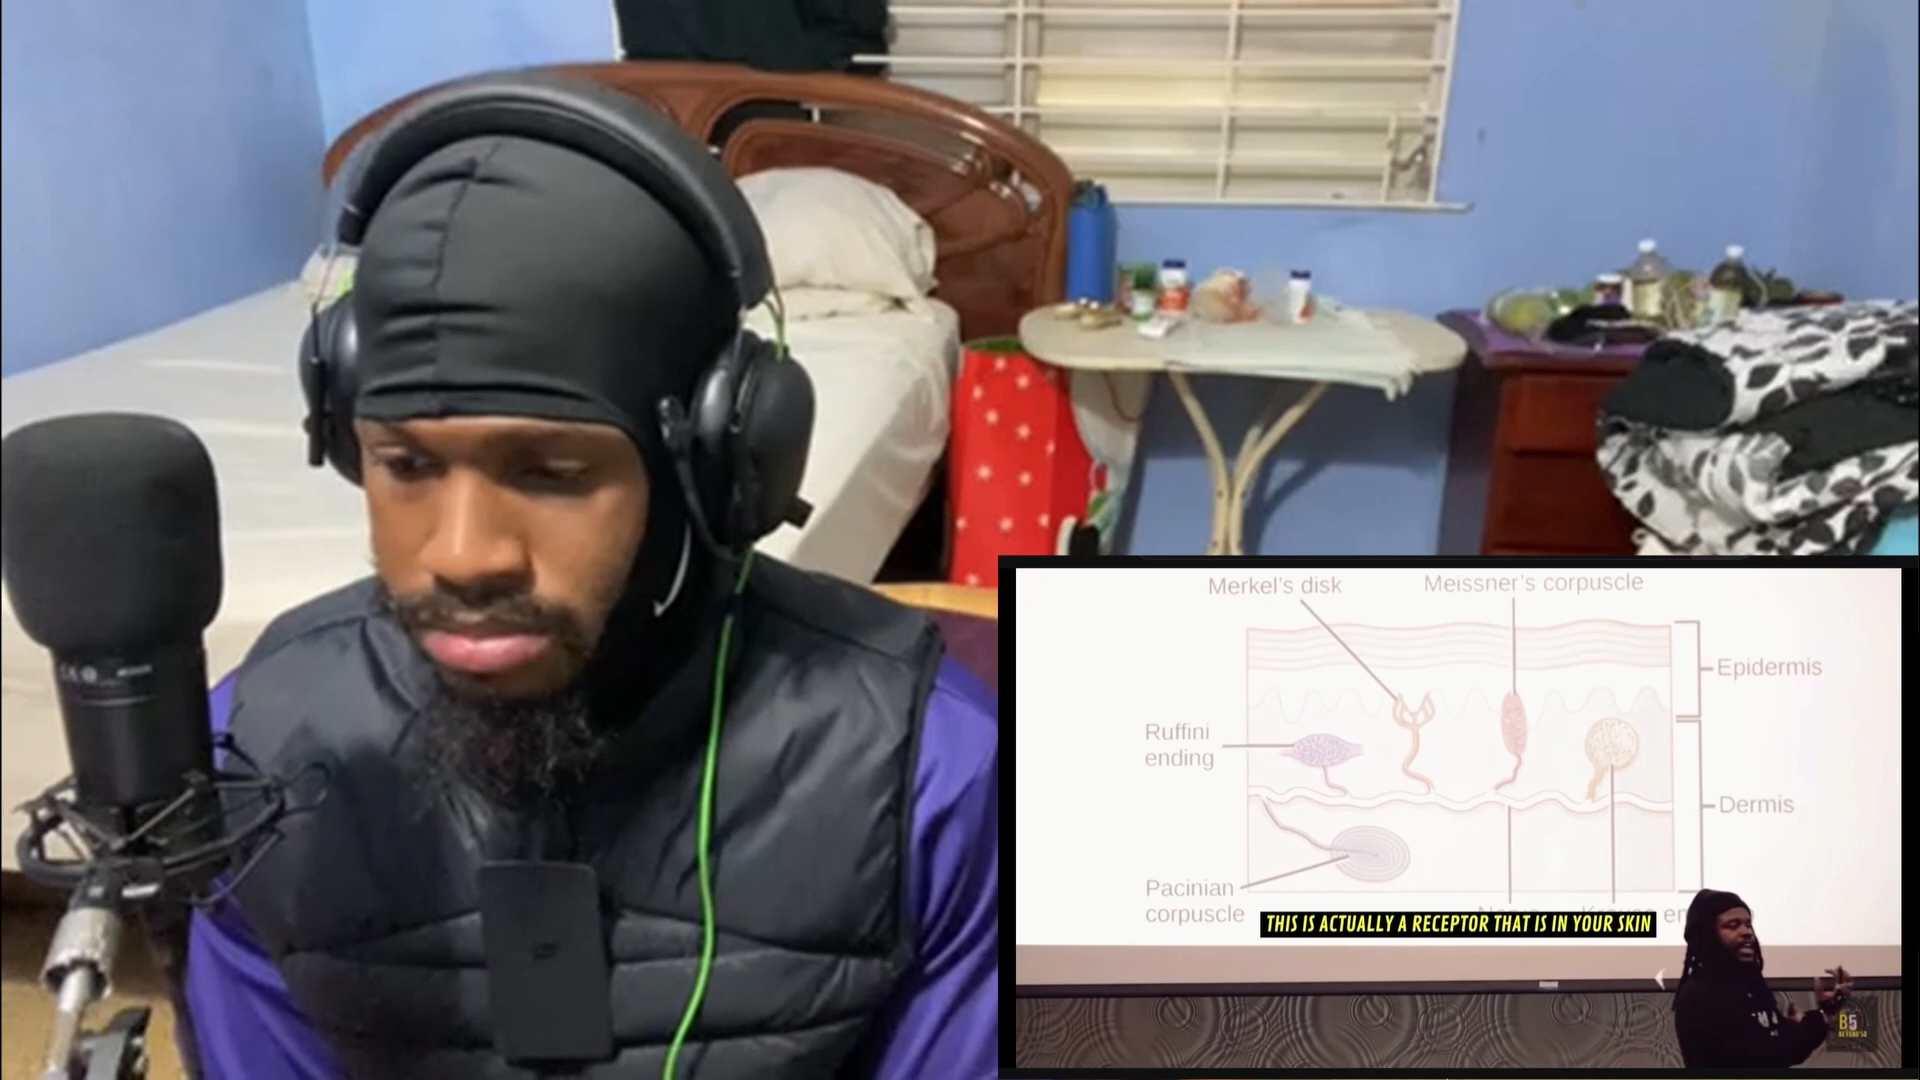 Merkel's disk
Meissner's corpuscle
Epidermis
Ruffini
ending
Dermis
Pacinian
corpuscle
THIS IS ACTUALLY A RECEPTOR THAT IS IN YOUR SKIN
B5